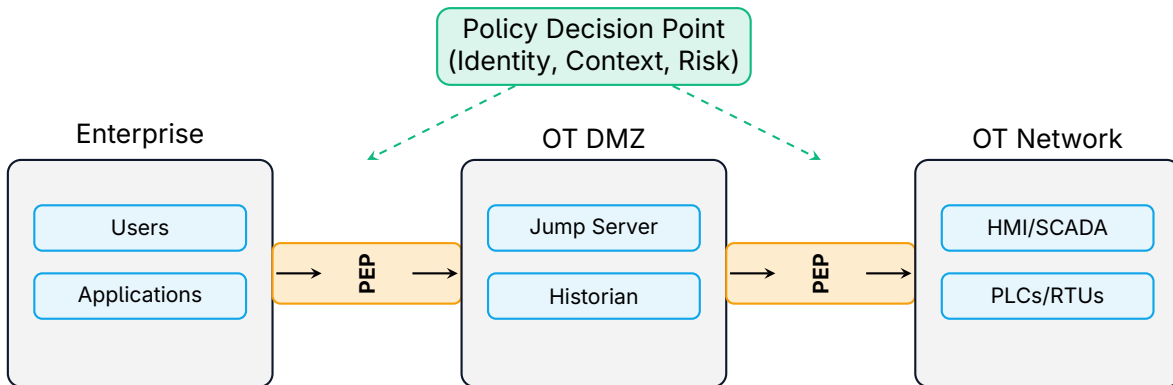 Policy Decision Point
(Identity, Context, Risk)
Enterprise
OT DMZ
OT Network
Users
Applications
PEP
Jump Server
Historian
PEP
HMI/SCADA
PLCs/RTUs